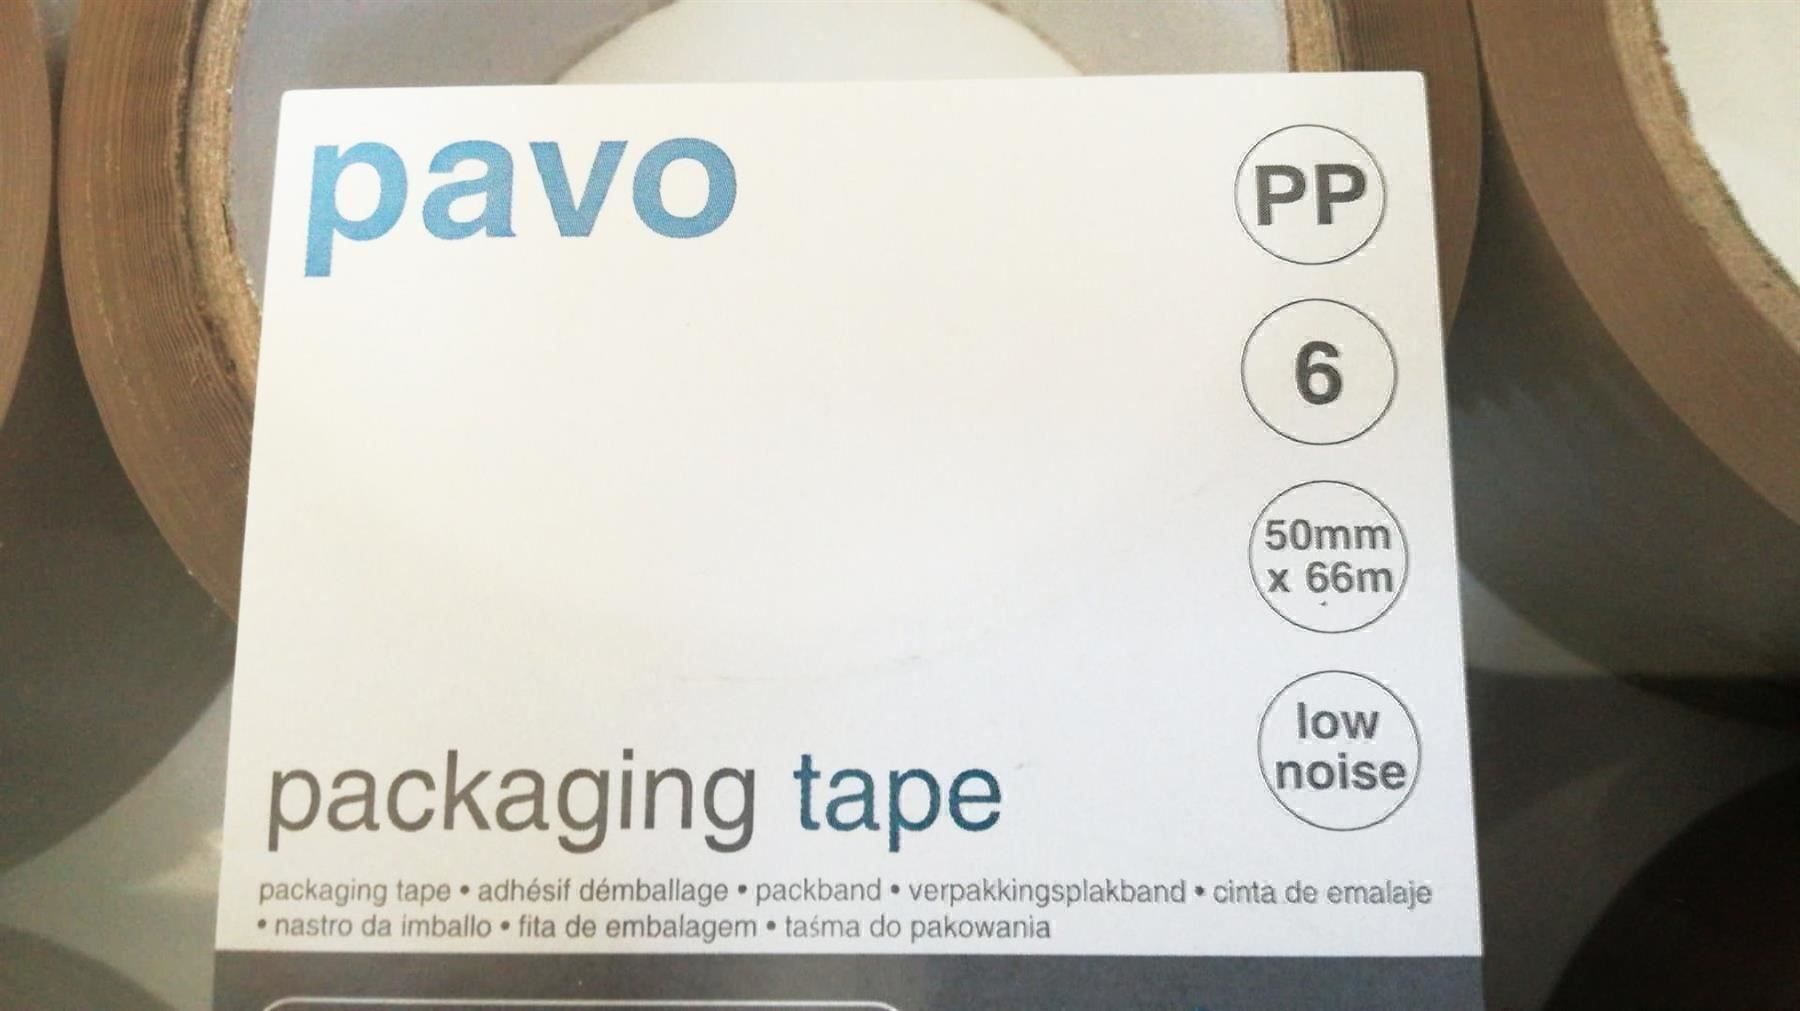 pavo
PP
6
50mm
x 66m
low
noise
packaging tape
packaging tape • adhésif démballage • packband • verpakkingsplakband • cinta de emalaje
• nastro da imballo • fita de embalagem • taśma do pakowania